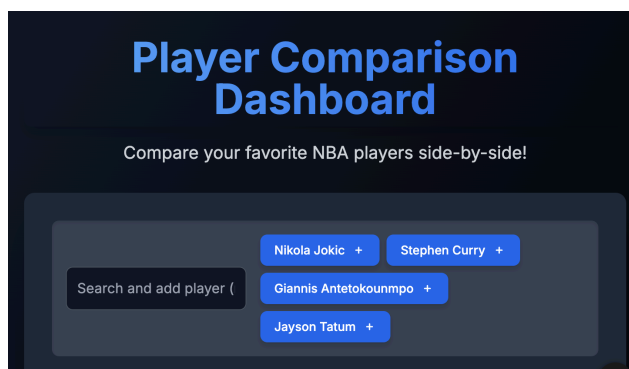 Player Comparison
Dashboard
Compare your favorite NBA players side-by-side!
Nikola Jokic +
Stephen Curry +
Search and add player (
Giannis Antetokounmpo +
Jayson Tatum +